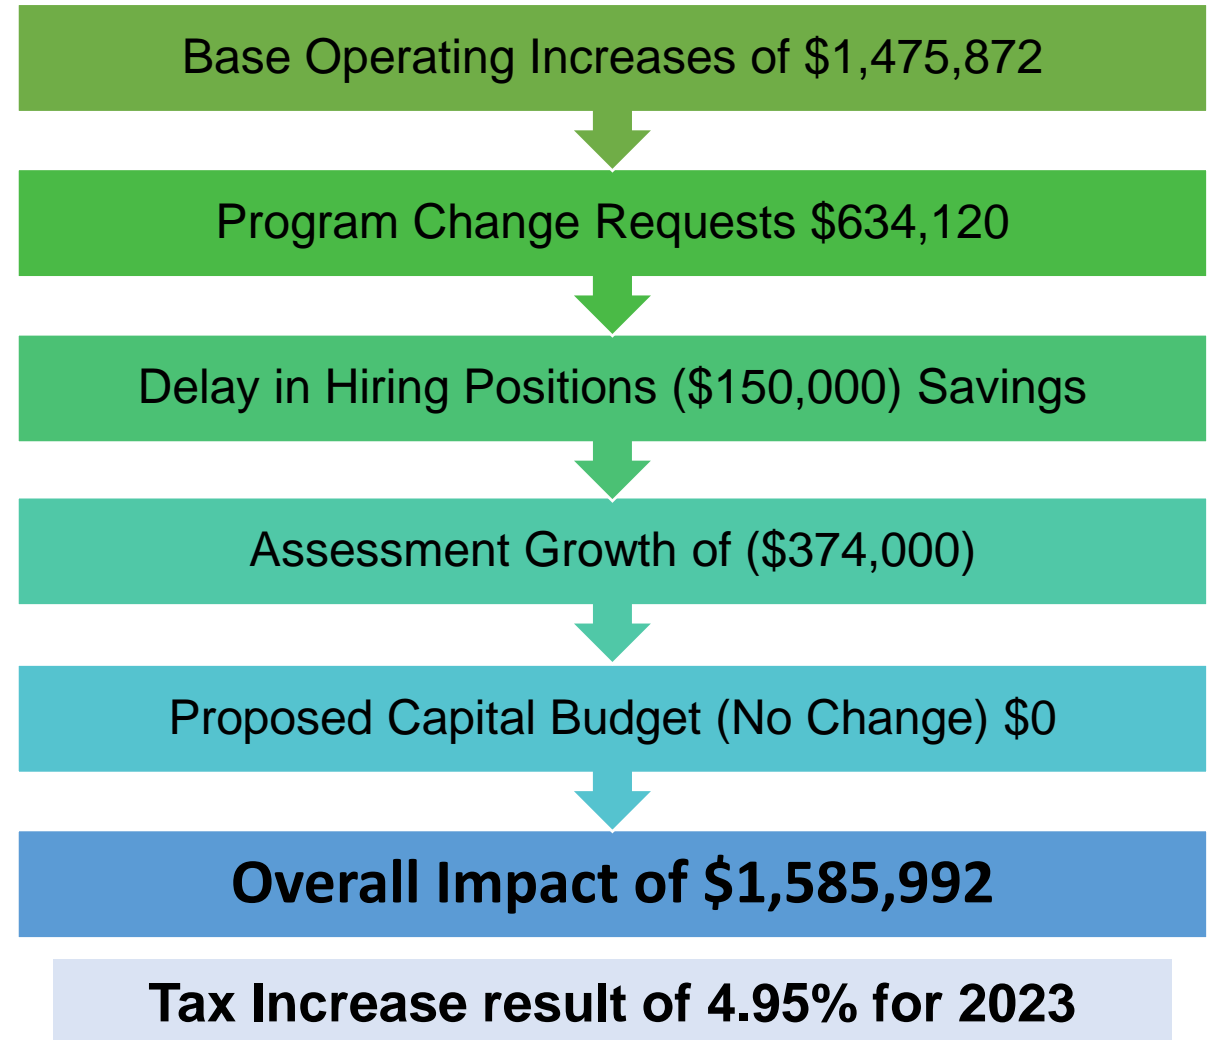 Base Operating Increases of $1,475,872
Program Change Requests $634,120
Delay in Hiring Positions ($150,000) Savings
Assessment Growth of ($374,000)
Proposed Capital Budget (No Change) $0
Overall Impact of $1,585,992
Tax Increase result of 4.95% for 2023